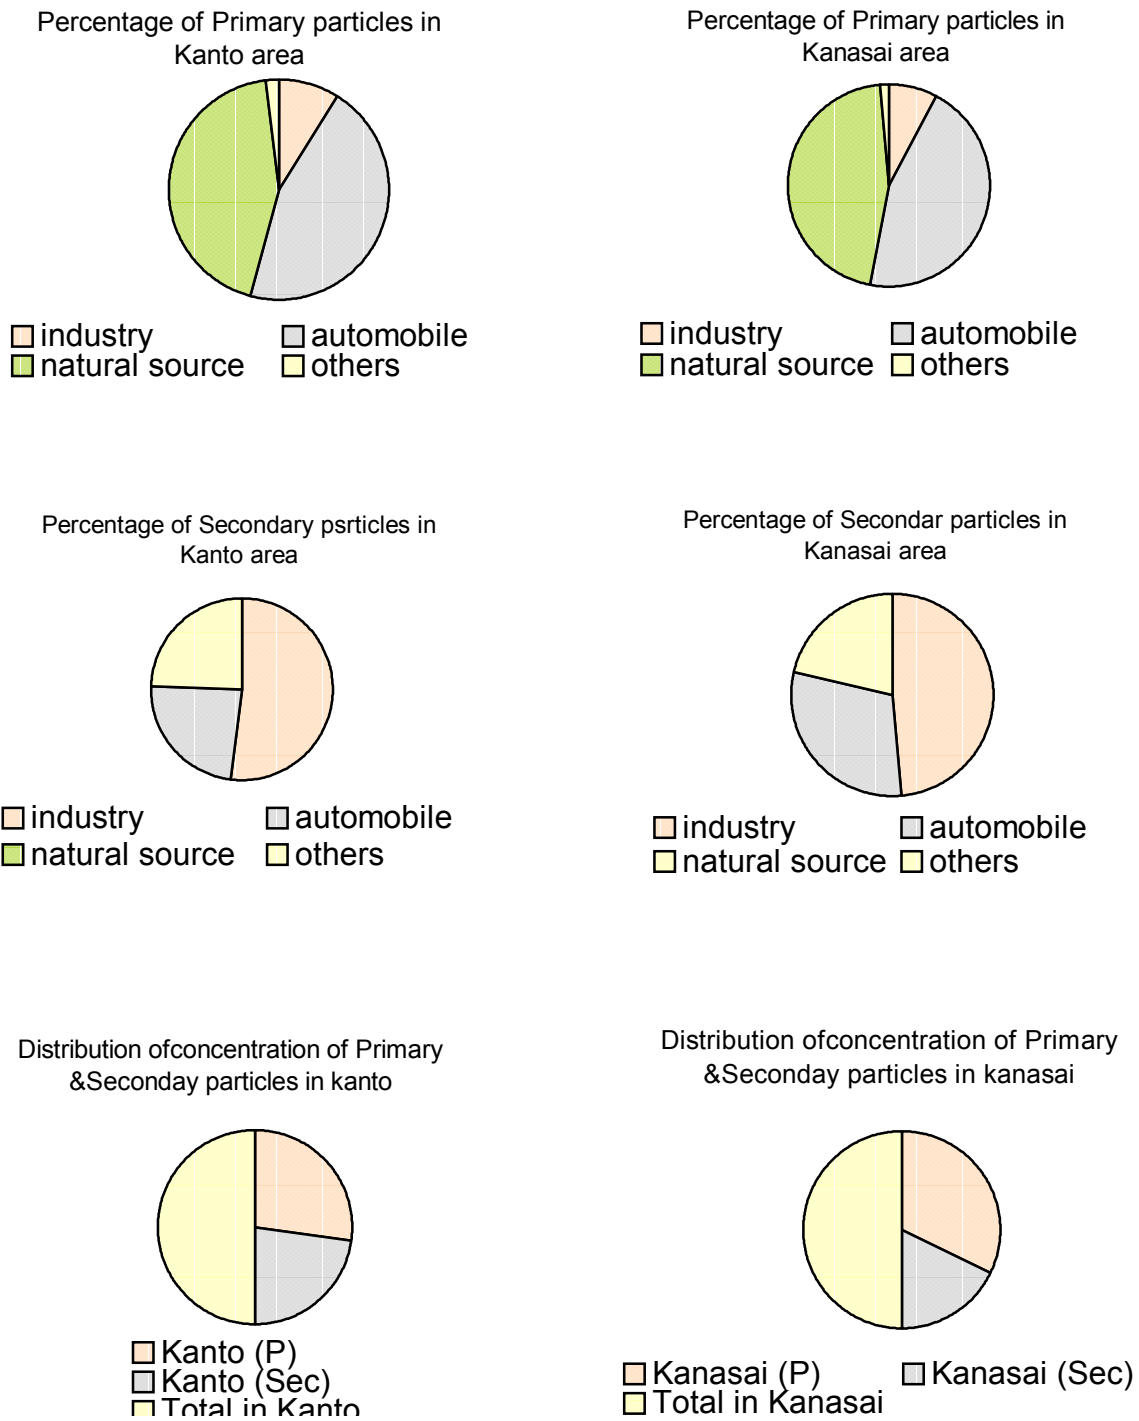 Percentage of Primary particles in
Kanto area
industry automobile
natural source others
Percentage of Primary particles in
Kanasai area
industry automobile
natural source others
Percentage of Secondary psrticles in
Kanto area
industry automobile
natural source others
Percentage of Secondar particles in
Kanasai area
industry automobile
natural source others
Distribution ofconcentration of Primary
&Seconday particles in kanto
Kanto (P)
Kanto (Sec)
Total in Kanto
Distribution ofconcentration of Primary
&Seconday particles in kanasai
Kanasai (P) Kanasai (Sec)
Total in Kanasai